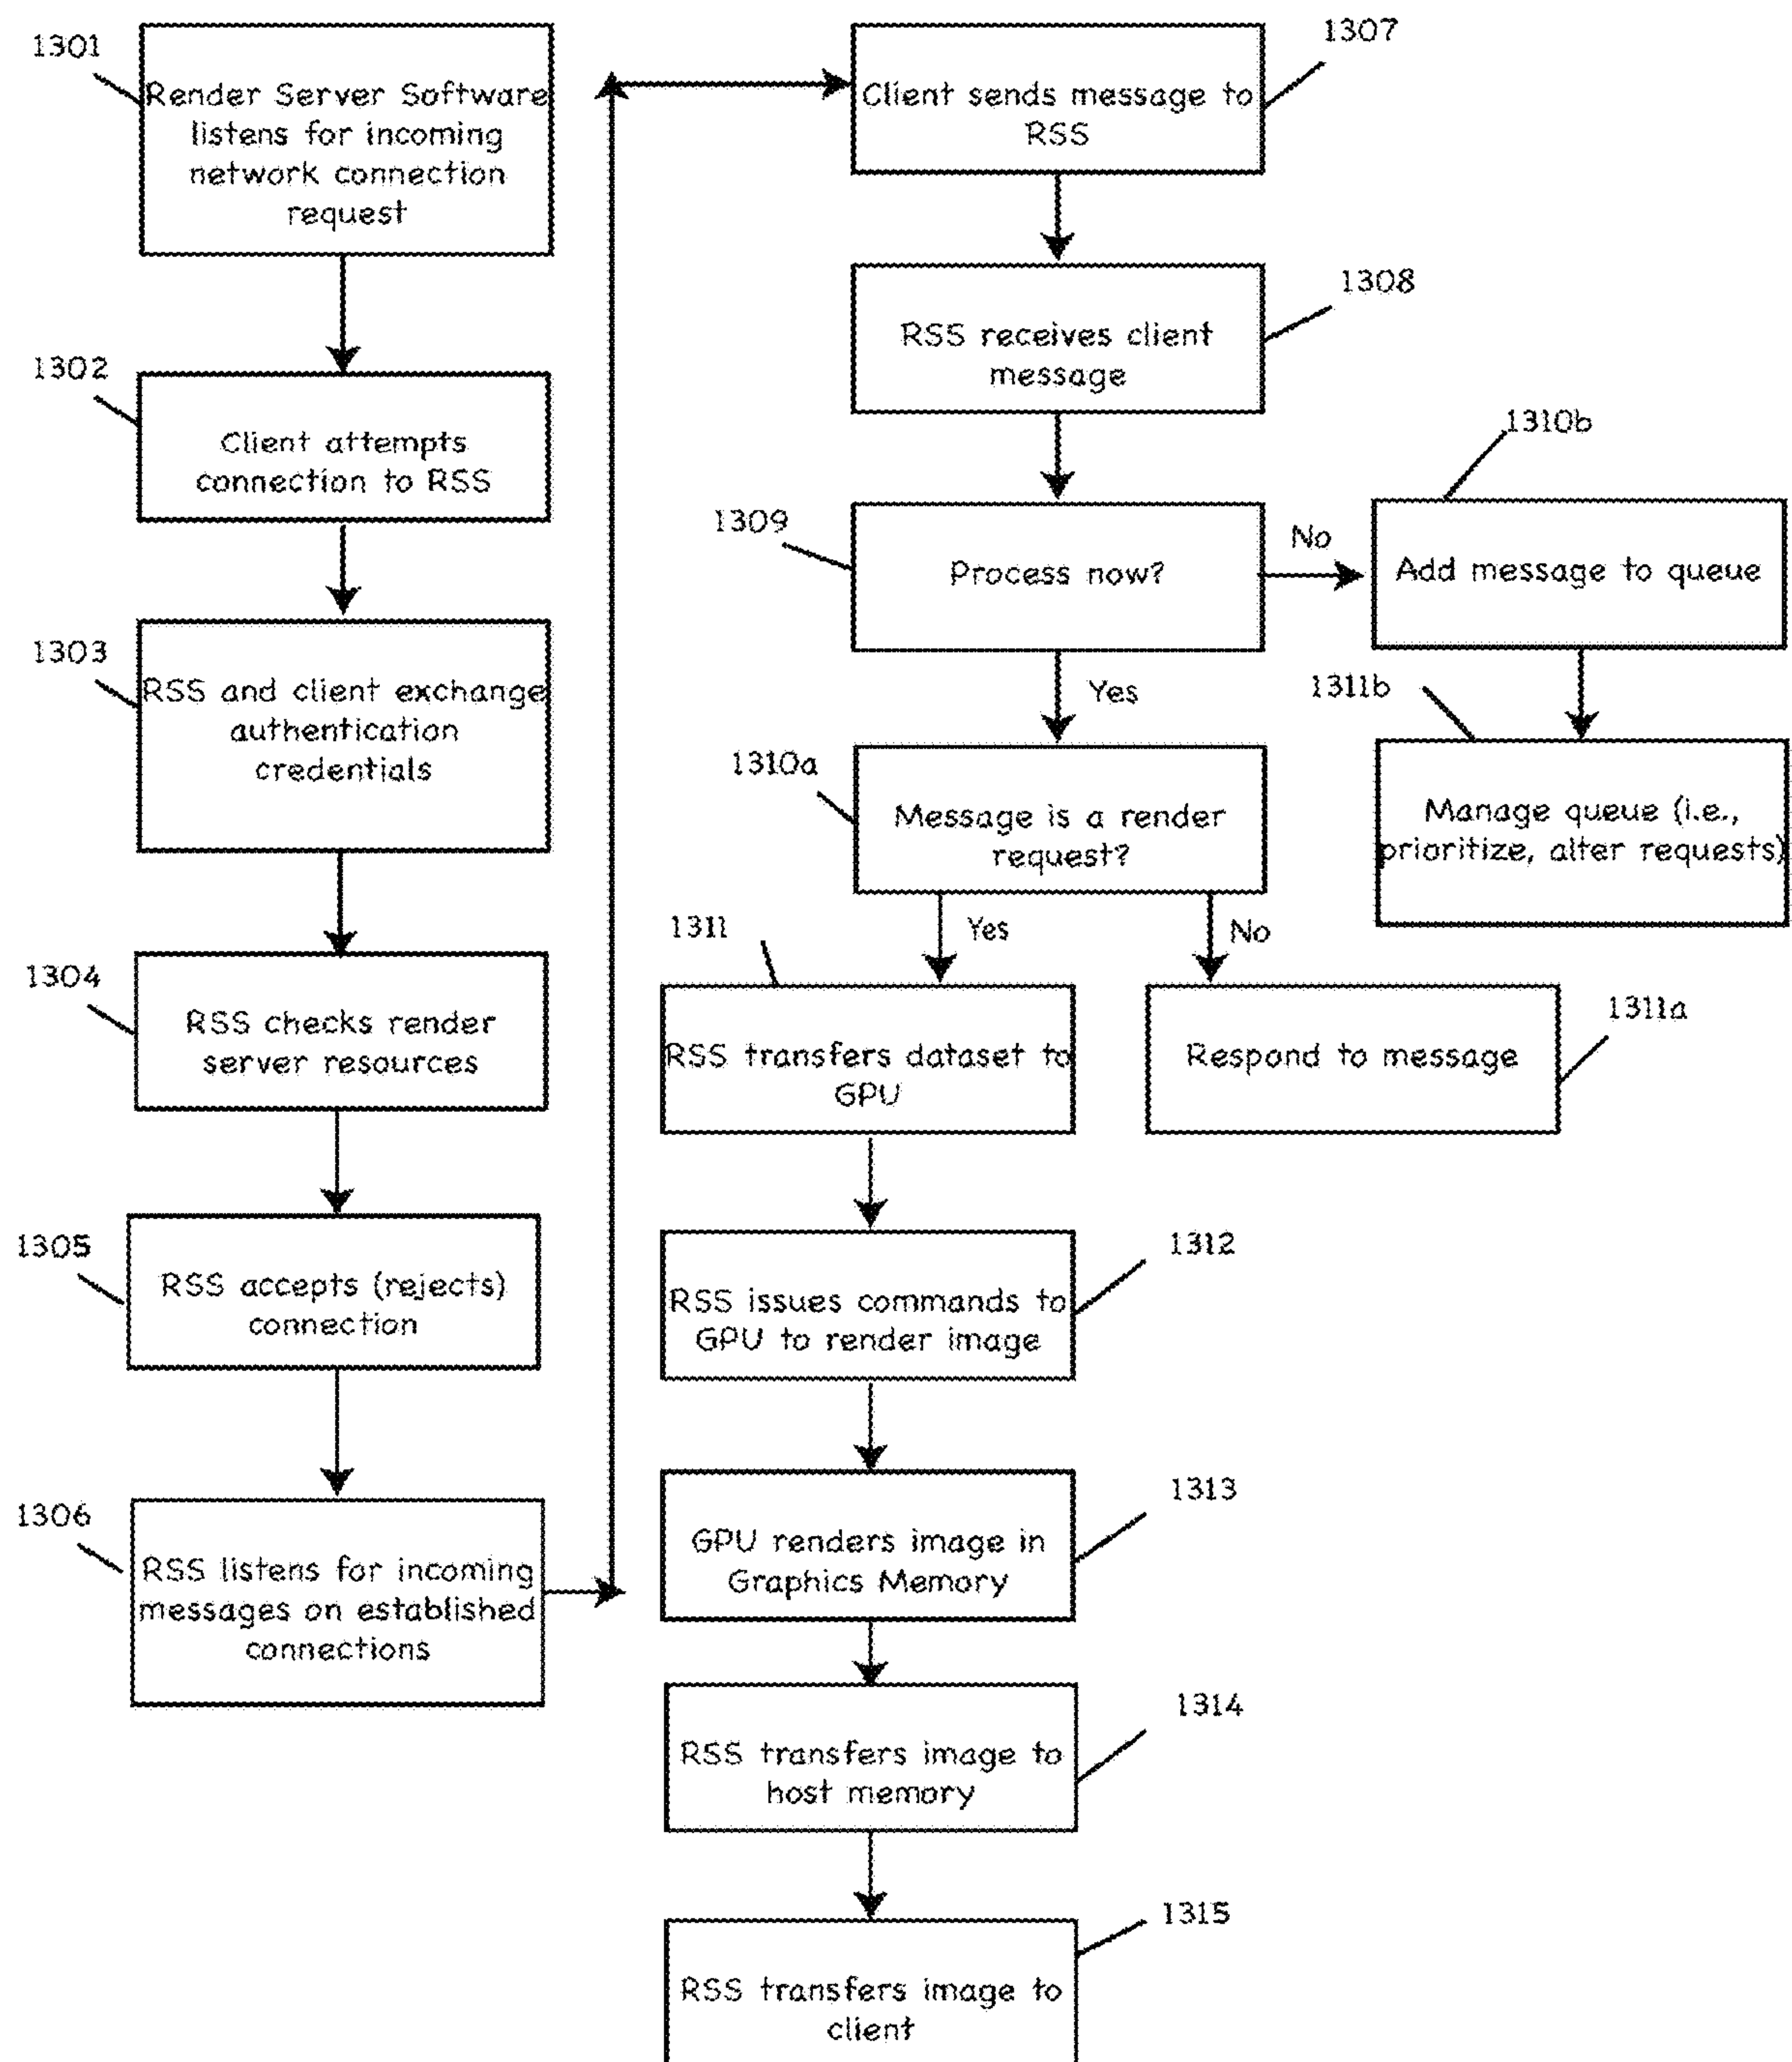 1301
Render Server Software
listens for incoming
network connection
request
1302
Client attempts
connection to RSS
1303
RSS and client exchange
authentication
credentials
1304
RSS checks render
server resources
1305
RSS accepts (rejects)
connection
1306
RSS listens for incoming
messages on established
connections
1307
Client sends message to
RSS
1308
RSS receives client
message
1309
Process now?
No
1310b
Add message to queue
1311b
Manage queue (i.e.,
prioritize, alter requests)
Yes
1310a
Message is a render
request?
Yes
No
1311
RSS transfers dataset to
GPU
1311a
Respond to message
1312
RSS issues commands to
GPU to render image
1313
GPU renders image in
Graphics Memory
1314
RSS transfers image to
host memory
1315
RSS transfers image to
client